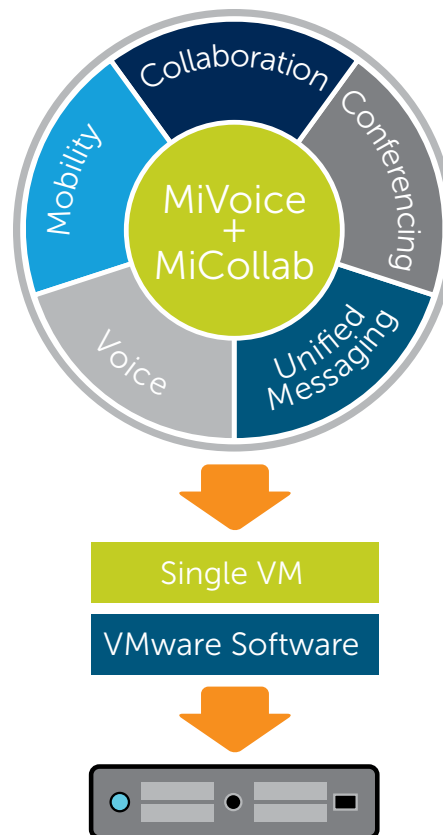 Collaboration
Mobility
Conferencing
MiVoice
+
MiCollab
Voice
Unified
Messaging
Single VM
VMware Software